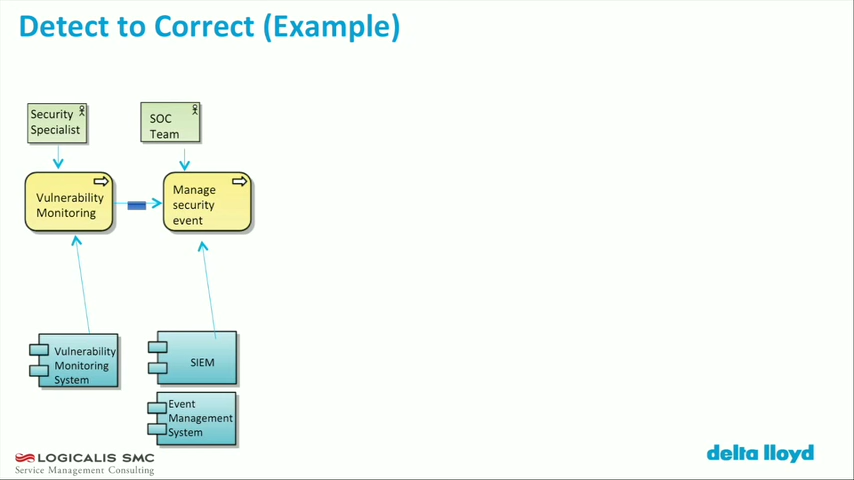 Detect to Correct (Example)
Security
Specialist
SOC
Team
Vulnerability
Monitoring
Manage
security
event
Vulnerability
Monitoring
System
SIEM
Event
Management
System
LOGICALIS SMC
Service Management Consulting
delta lloyd